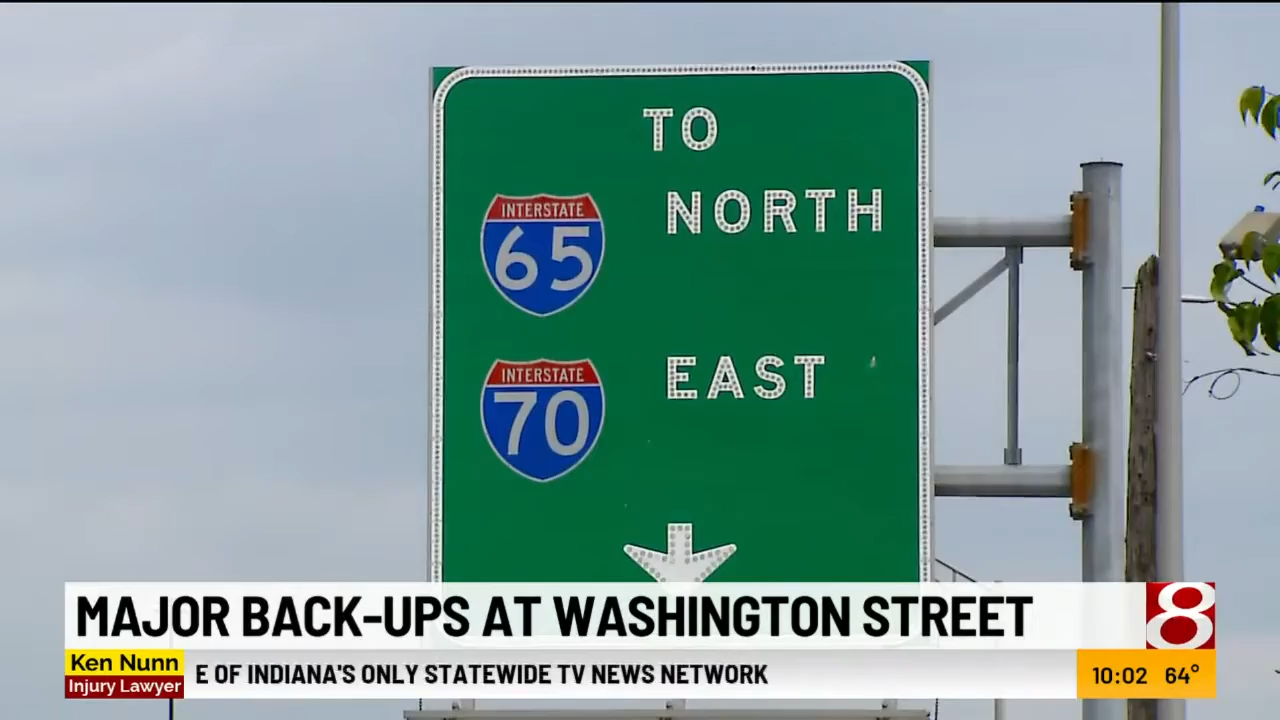 TO
INTERSTATE
65
NORTH
INTERSTATE
70
EAST
MAJOR BACK-UPS AT WASHINGTON STREET
8
Ken Nunn
Injury Lawyer
E OF INDIANA'S ONLY STATEWIDE TV NEWS NETWORK
10:02 64°